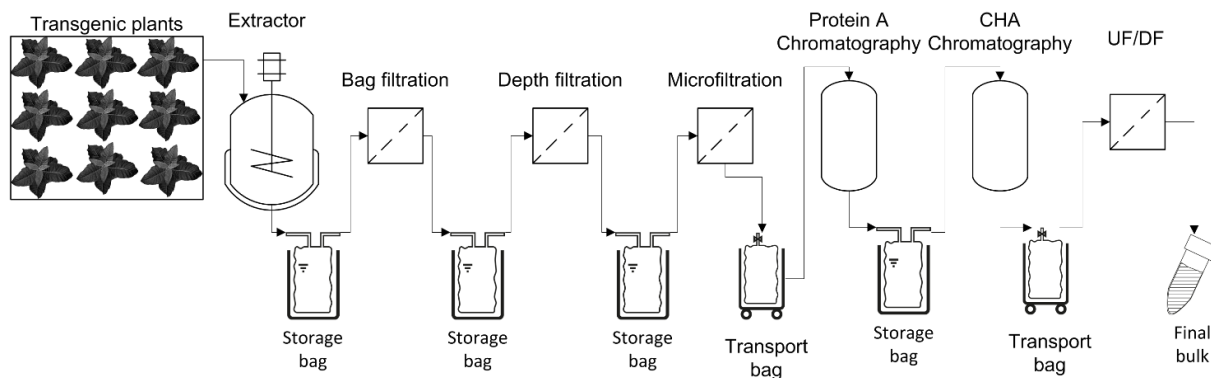 Transgenic plants
Extractor
Bag filtration
Depth filtration
Microfiltration
Protein A
Chromatography
CHA
Chromatography
UF/DF
Storage
bag
Storage
bag
Storage
bag
Transport
bag
Storage
bag
Transport
bag
Final
bulk